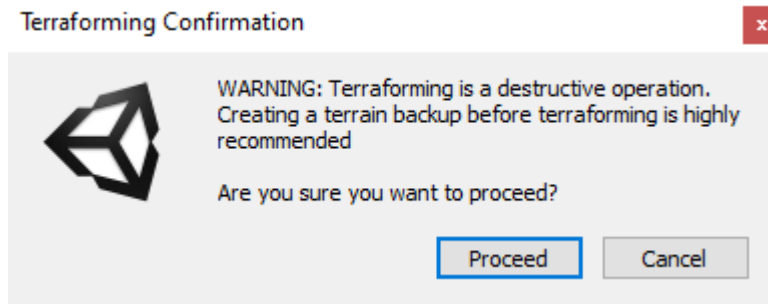 Terraforming Confirmation
x
WARNING: Terraforming is a destructive operation.
Creating a terrain backup before terraforming is highly
recommended
Are you sure you want to proceed?
Proceed Cancel